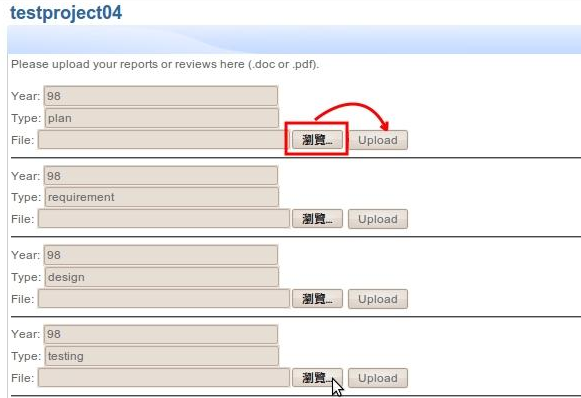 testproject04
Please upload your reports or reviews here (.doc or .pdf).
Year: 98
Type: plan
File: 瀏覽... Upload
Year: 98
Type: requirement
File: 瀏覽... Upload
Year: 98
Type: design
File: 瀏覽... Upload
Year: 98
Type: testing
File: 瀏覽... Upload